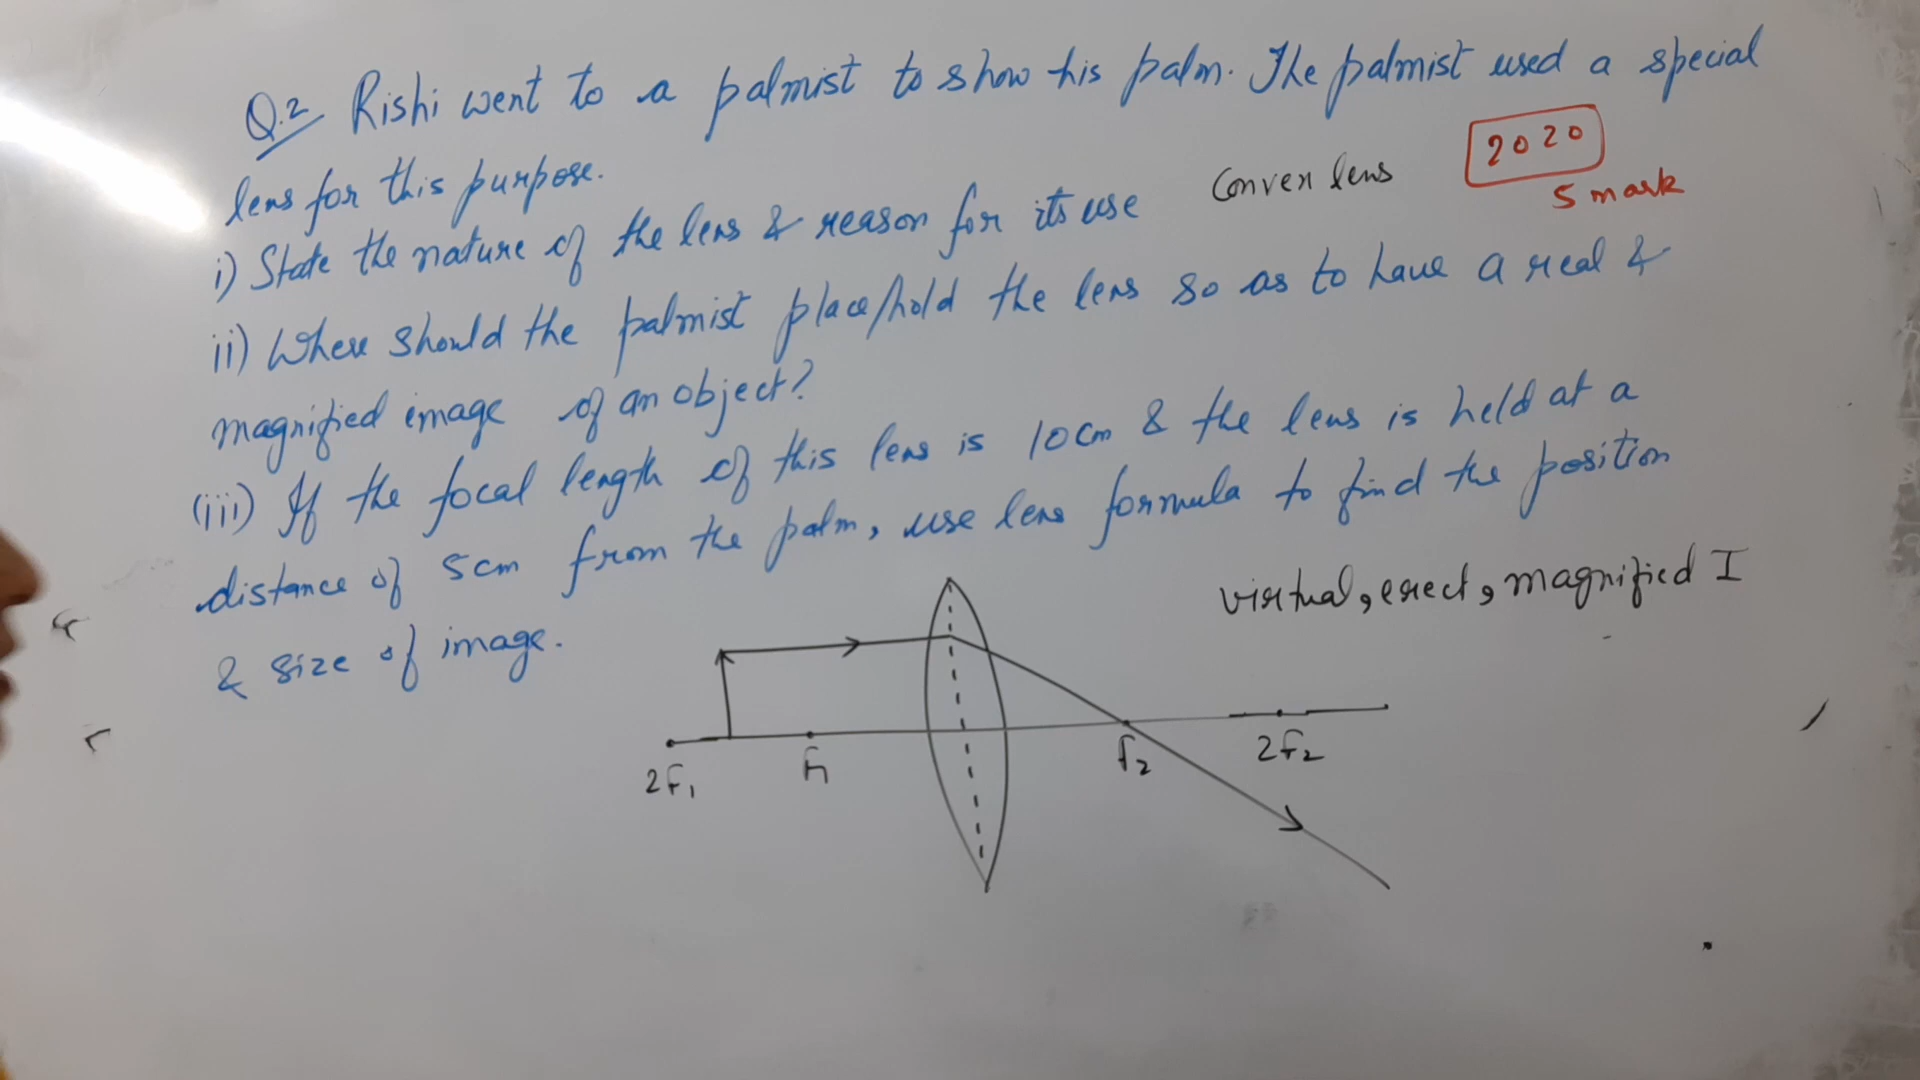 Q.2 Rishi went to a palmist to show his palm. The palmist used a special
lens for this purpose.
2020
5 mark
i) State the nature of the lens & reason for its use
Convex lens
ii) Where should the palmist place/hold the lens so as to have a real &
magnified image of an object?
(iii) If the focal length of this lens is 10cm & the lens is held at a
distance of 5cm from the palm, use lens formula to find the position
& size of image.
virtual, erect, magnified I
2F₁
F₁
F₂
2F₂